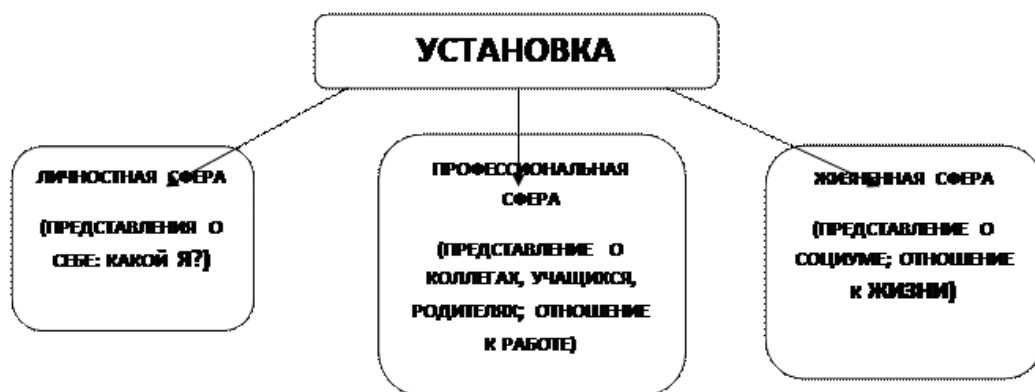 УСТАНОВКА
ЛИЧНОСТНАЯ СФЕРА
(ПРЕДСТАВЛЕНИЯ О
СЕБЕ: КАКОЙ Я?)
ПРОФЕССИОНАЛЬНАЯ
СФЕРА
(ПРЕДСТАВЛЕНИЕ О
КОЛЛЕГАХ, УЧАЩИХСЯ,
РОДИТЕЛЯХ; ОТНОШЕНИЕ
К РАБОТЕ)
ЖИЗНЕННАЯ СФЕРА
(ПРЕДСТАВЛЕНИЕ О
СОЦИУМЕ; ОТНОШЕНИЕ
к ЖИЗНИ)